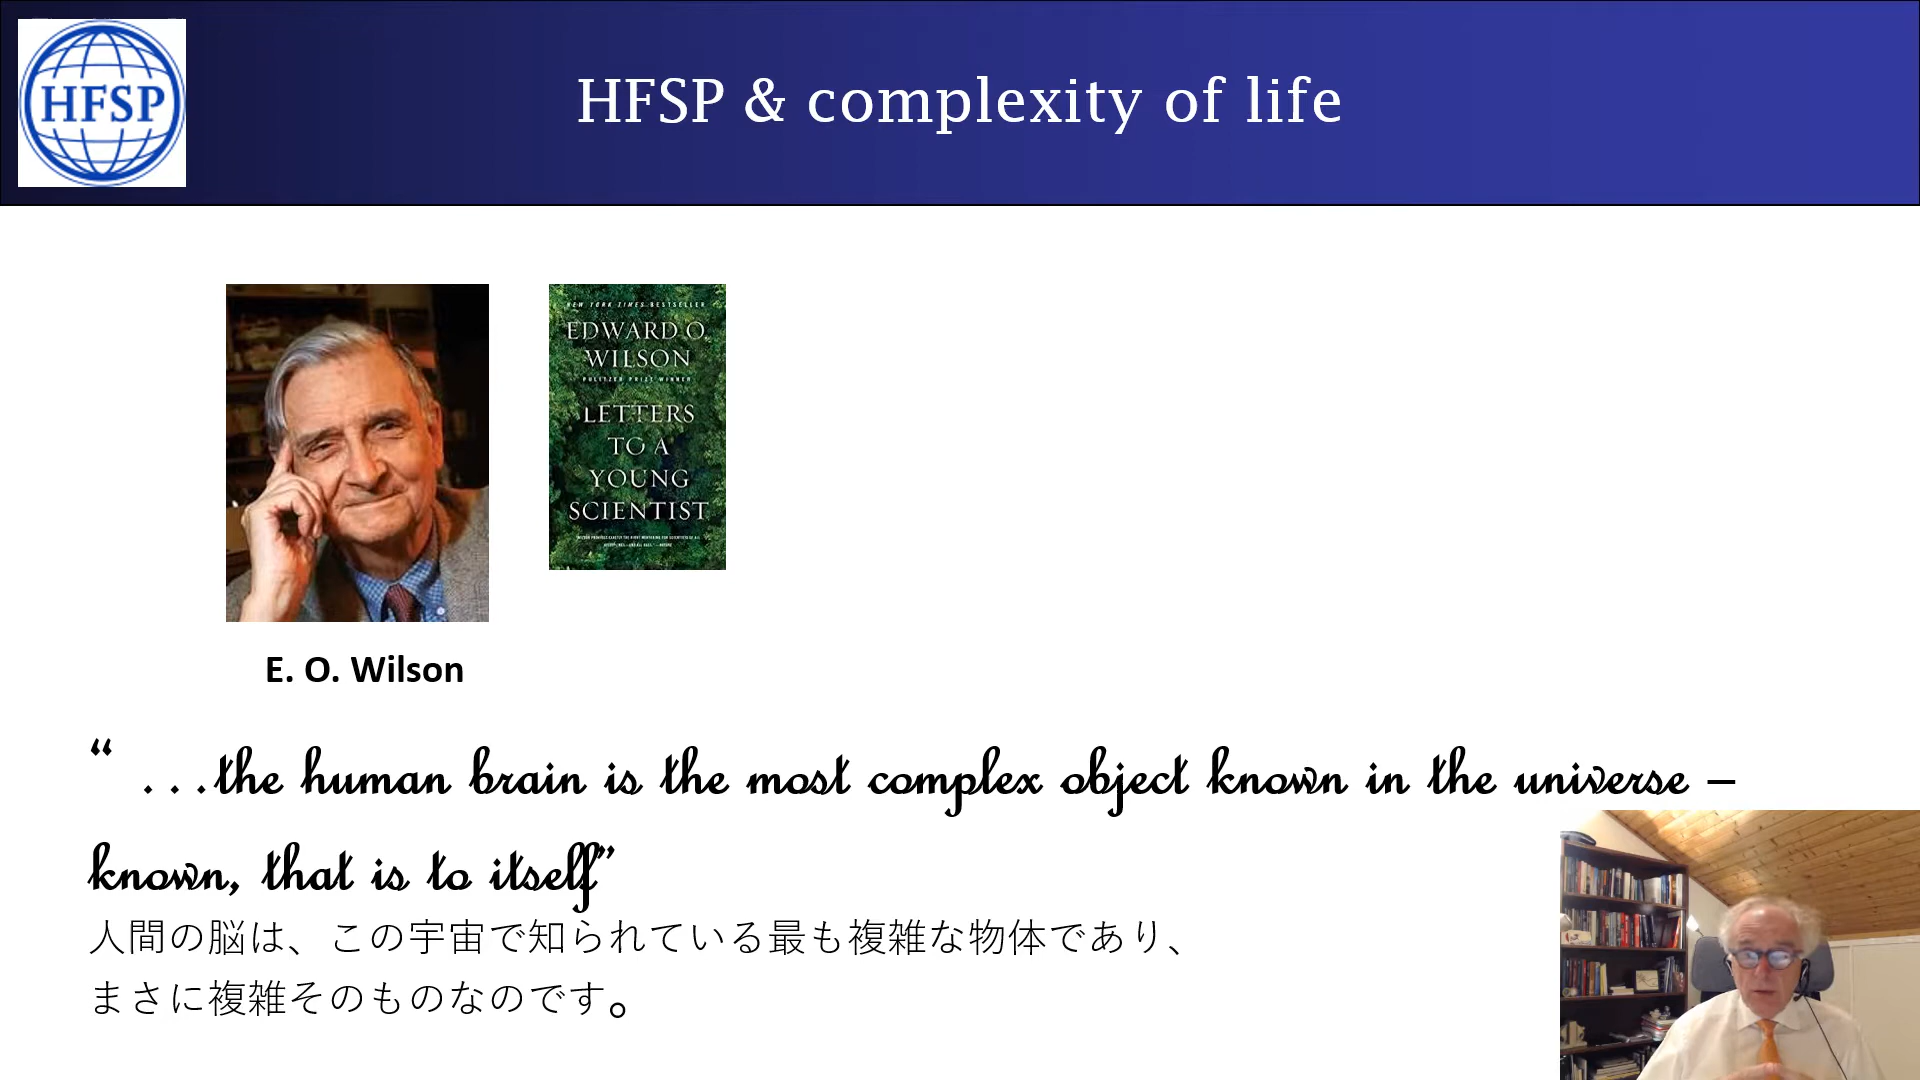 HFSP
HFSP & complexity of life
NEW YORK TIMES BESTSELLER
EDWARD O.
WILSON
PULITZER PRIZE WINNER
LETTERS
TO A
YOUNG
SCIENTIST
E. O. Wilson
“ ...the human brain is the most complex object known in the universe –
known, that is to itself”
人間の脳は、この宇宙で知られている最も複雑な物体であり、
まさに複雑そのものなのです。